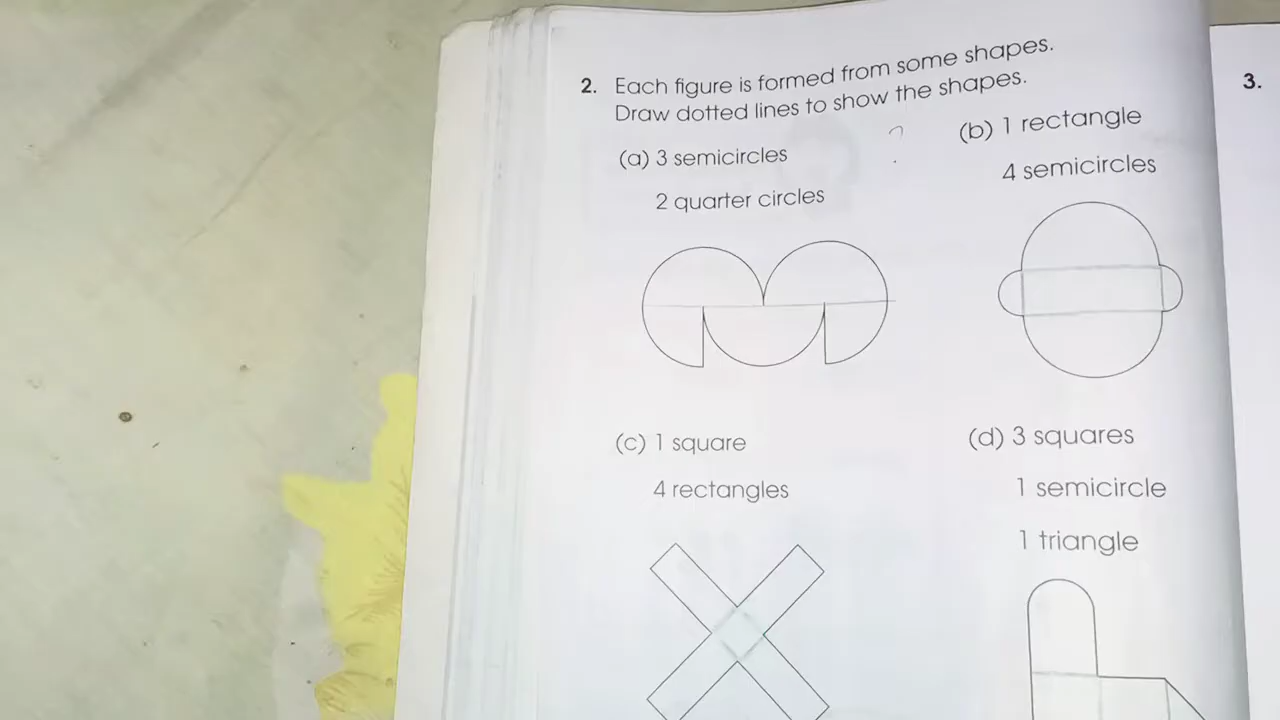 2. Each figure is formed from some shapes.
Draw dotted lines to show the shapes.
(a) 3 semicircles
2 quarter circles
(b) 1 rectangle
4 semicircles
(c) 1 square
4 rectangles
(d) 3 squares
1 semicircle
1 triangle
3.